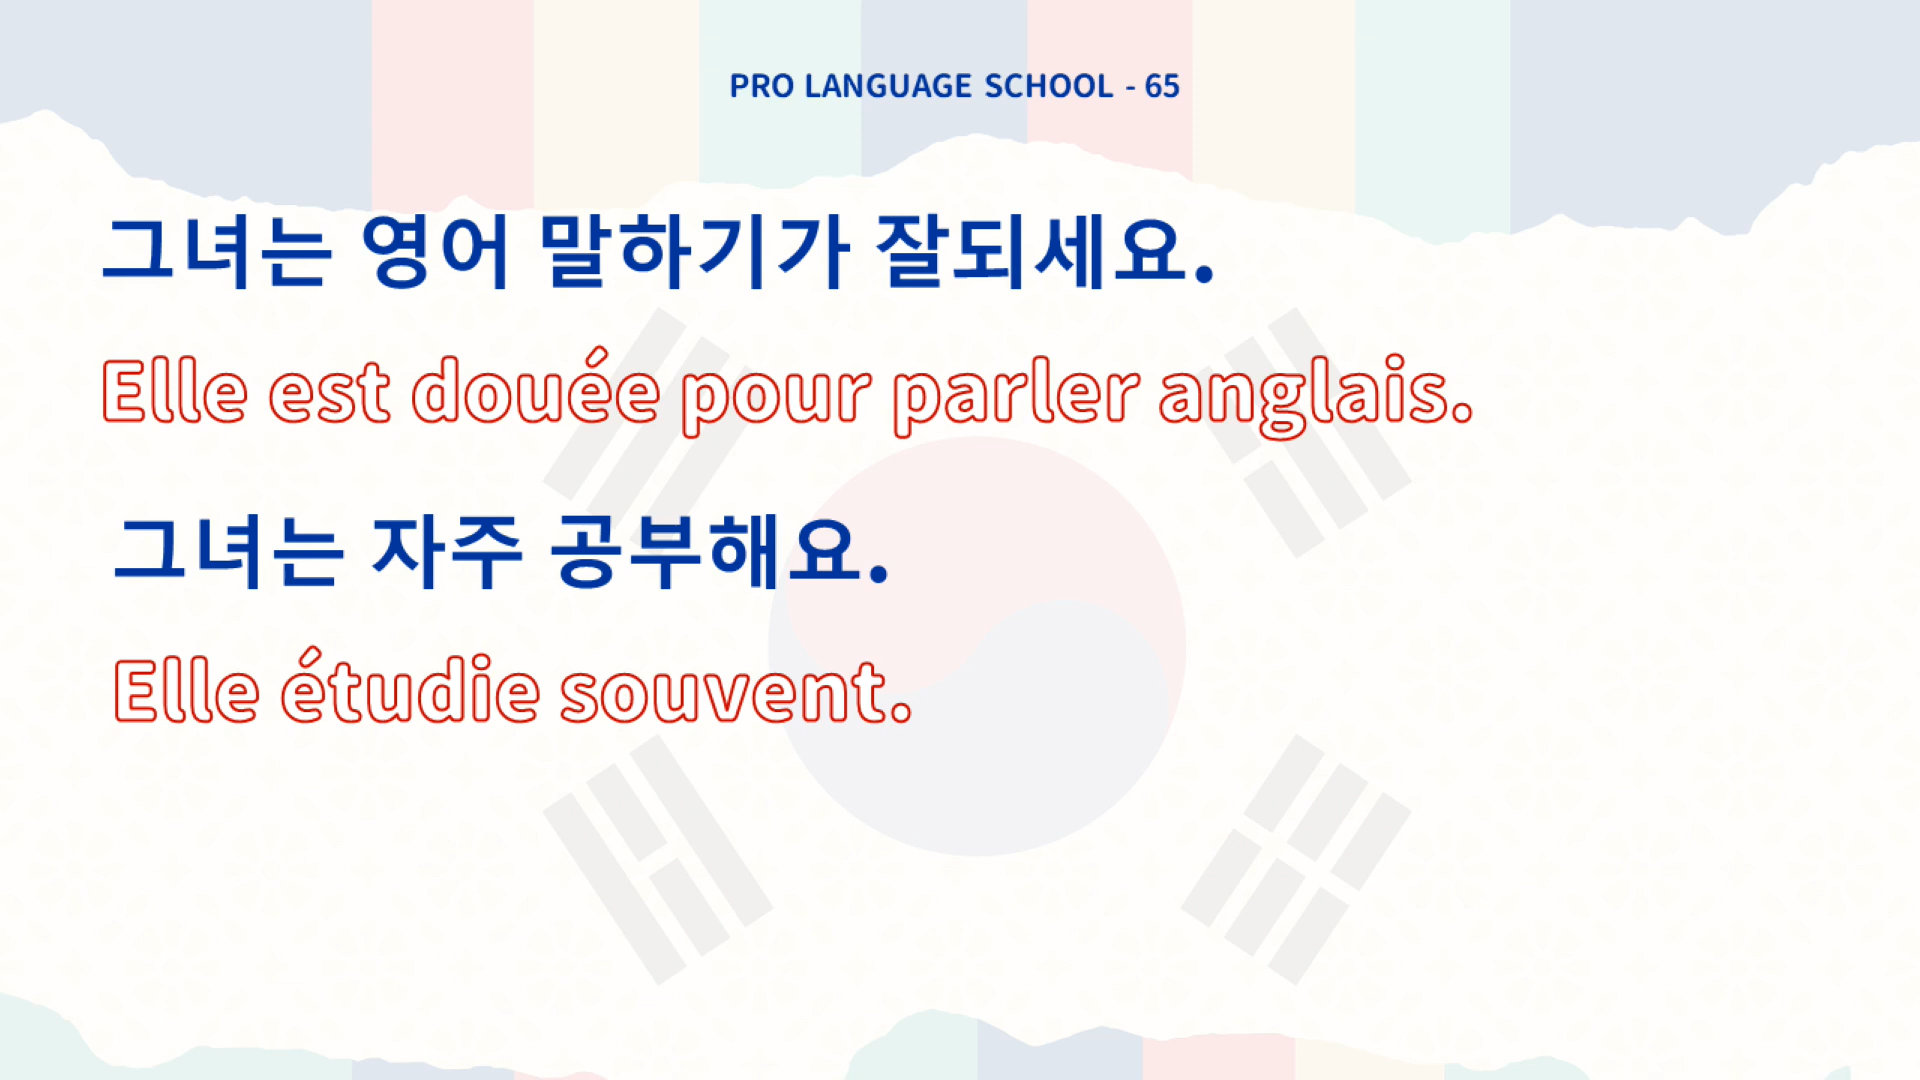 PRO LANGUAGE SCHOOL - 65
그녀는 영어 말하기가 잘되세요.
Elle est douée pour parler anglais.
그녀는 자주 공부해요.
Elle étudie souvent.